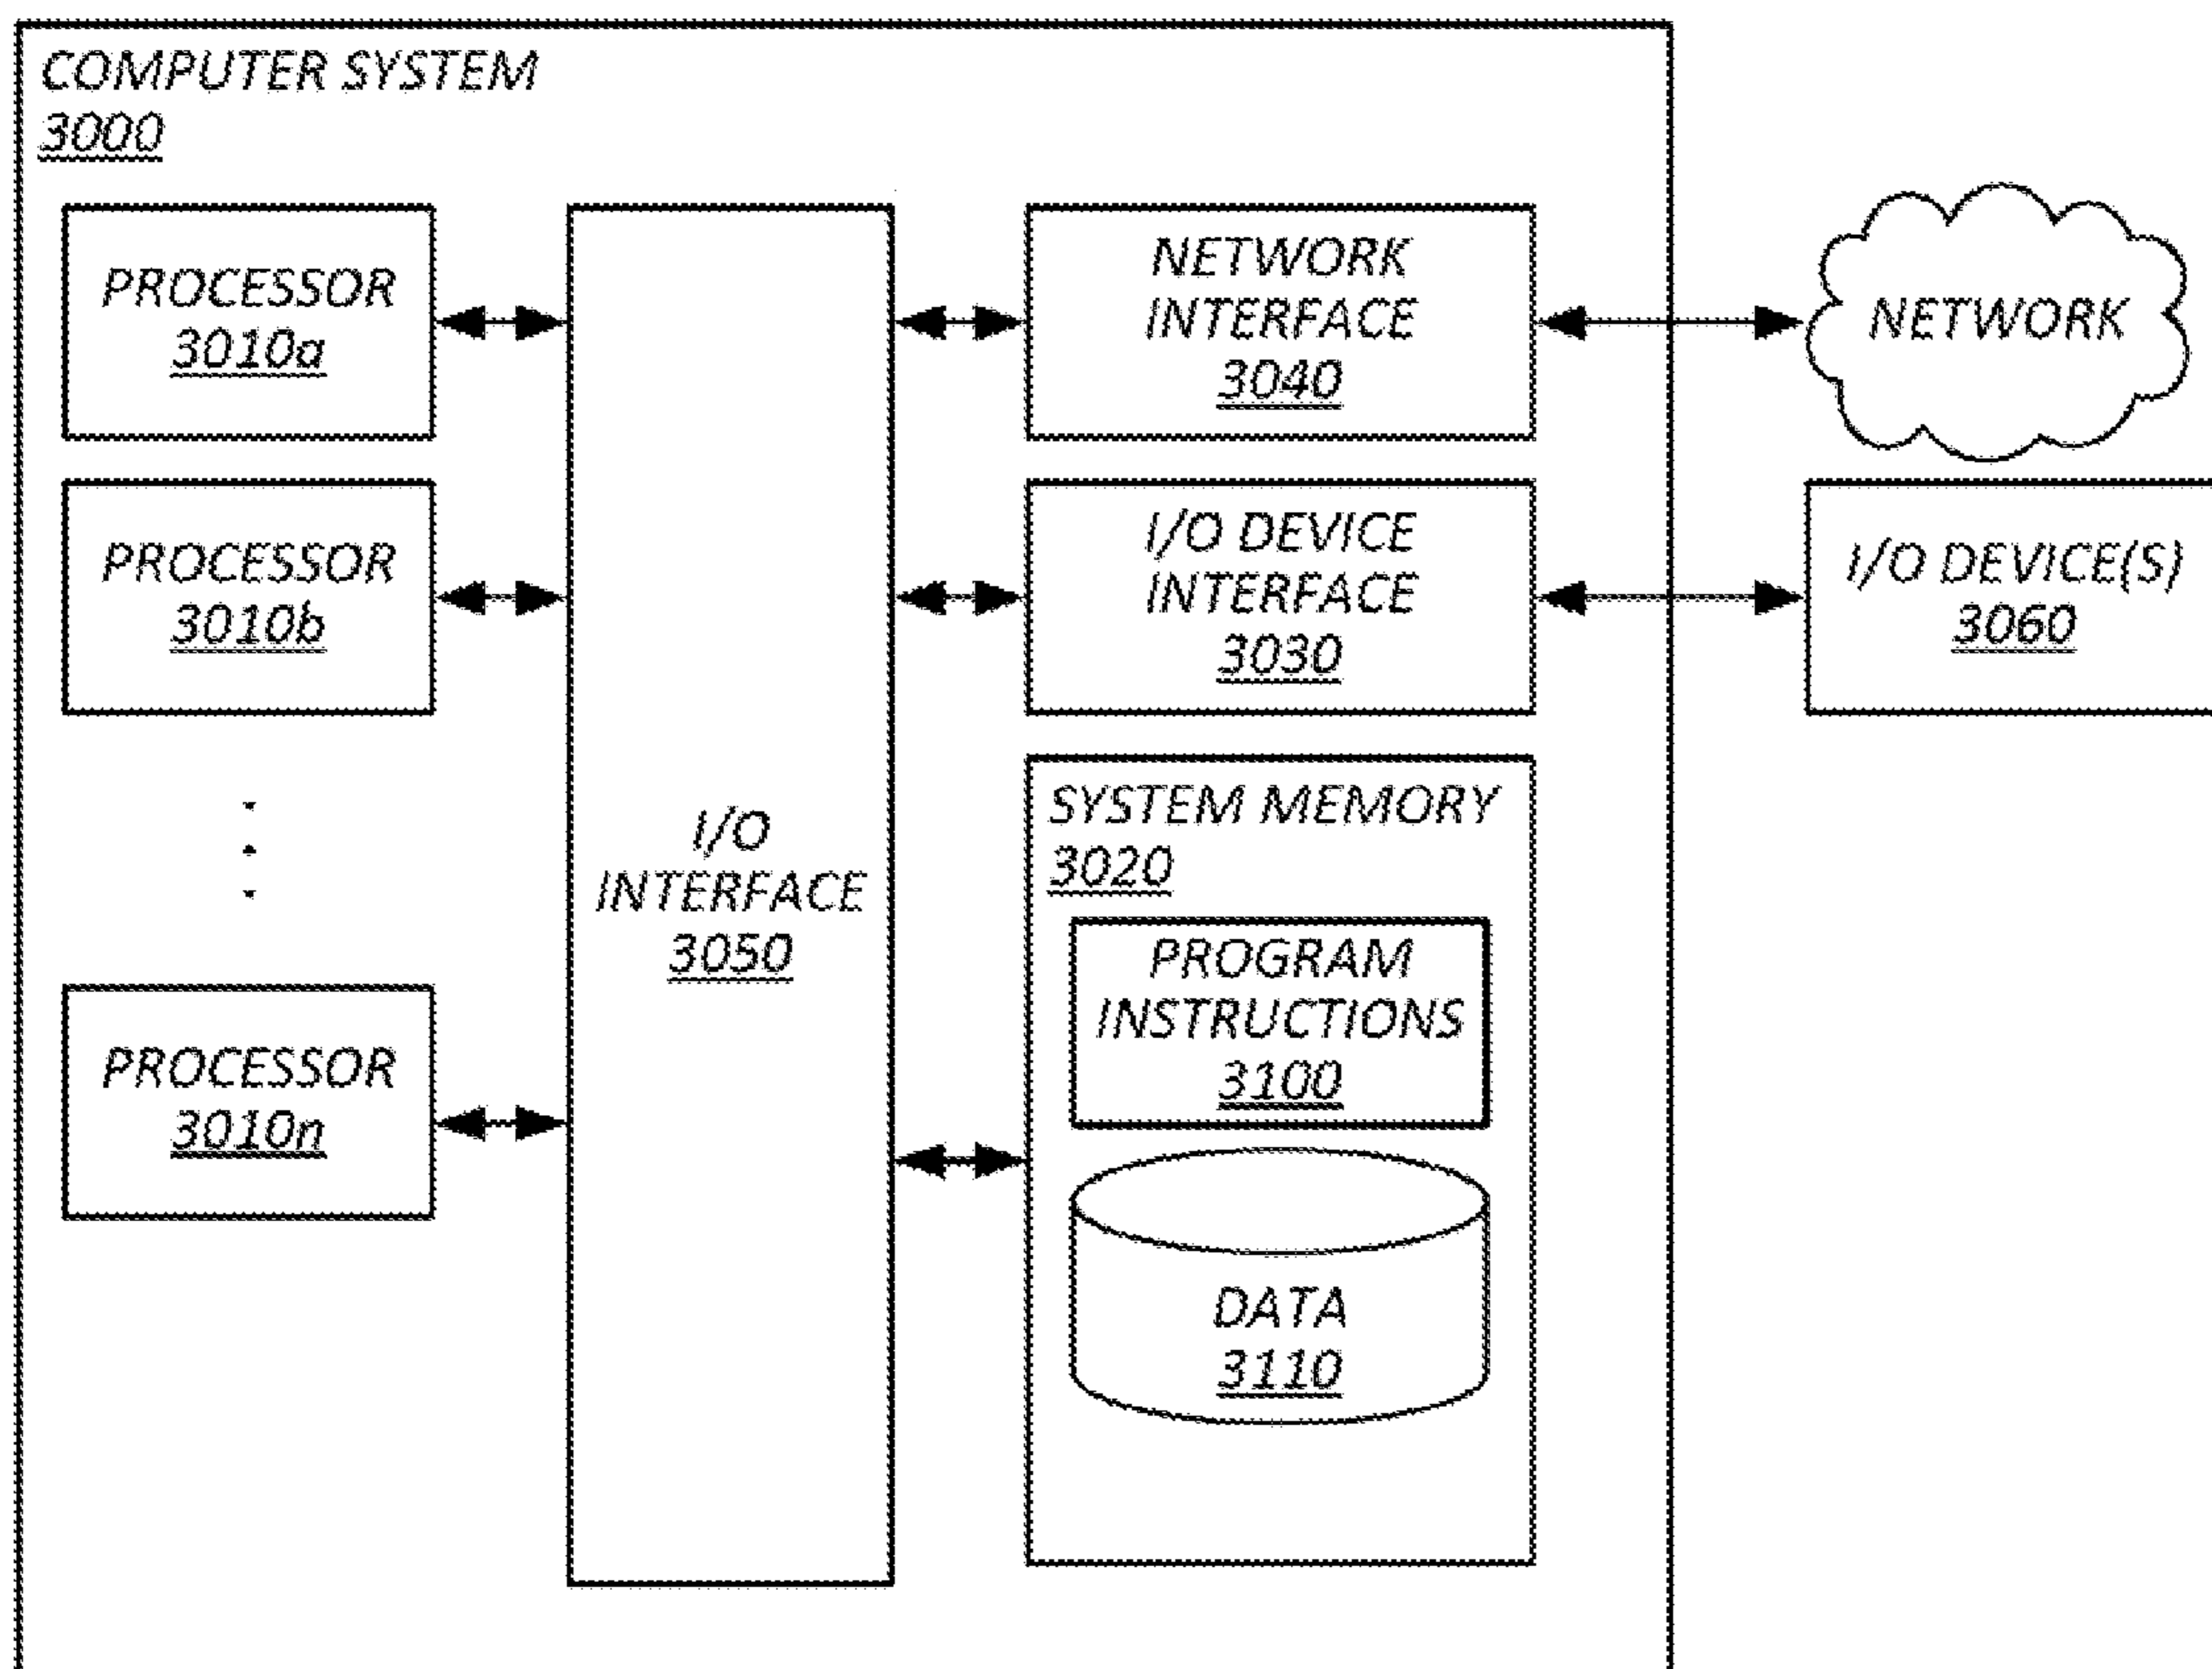 COMPUTER SYSTEM
3000
PROCESSOR
3010a
PROCESSOR
3010b
PROCESSOR
3010n
I/O
INTERFACE
3050
NETWORK
INTERFACE
3040
I/O DEVICE
INTERFACE
3030
SYSTEM MEMORY
3020
PROGRAM
INSTRUCTIONS
3100
DATA
3110
NETWORK
I/O DEVICE(S)
3060